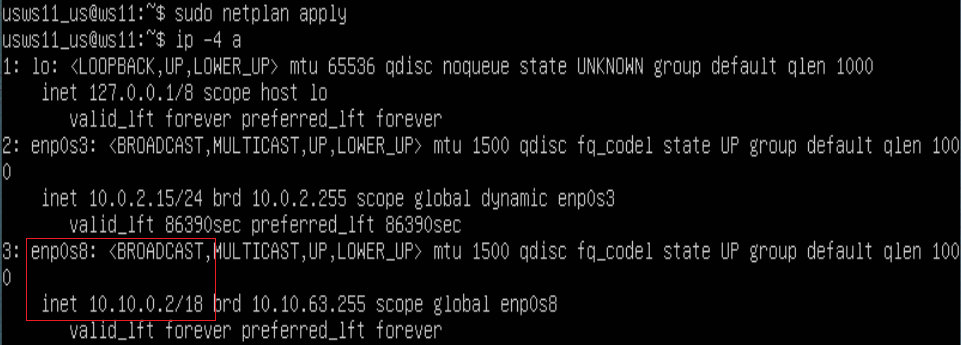 usws11_us@ws11:~$ sudo netplan apply
usws11_us@ws11:~$ ip -4 a
1: lo: <LOOPBACK,UP,LOWER_UP> mtu 65536 qdisc noqueue state UNKNOWN group default qlen 1000
    inet 127.0.0.1/8 scope host lo
       valid_lft forever preferred_lft forever
2: enp0s3: <BROADCAST,MULTICAST,UP,LOWER_UP> mtu 1500 qdisc fq_codel state UP group default qlen 100
0
    inet 10.0.2.15/24 brd 10.0.2.255 scope global dynamic enp0s3
       valid_lft 86390sec preferred_lft 86390sec
3: enp0s8: <BROADCAST,MULTICAST,UP,LOWER_UP> mtu 1500 qdisc fq_codel state UP group default qlen 100
0
    inet 10.10.0.2/18 brd 10.10.63.255 scope global enp0s8
       valid_lft forever preferred_lft forever